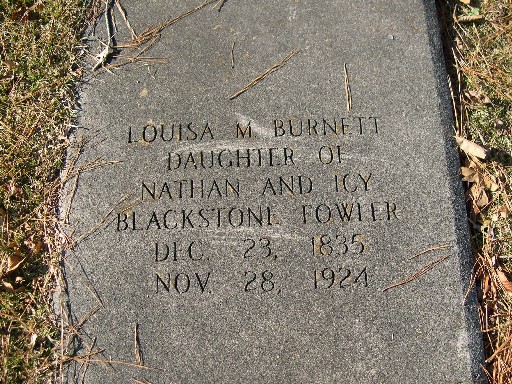 LOUISA M. BURNETT
DAUGHTER OF
NATHAN AND ICY
BLACKSTONE FOWLER
DEC. 23, 1835
NOV. 28, 1924